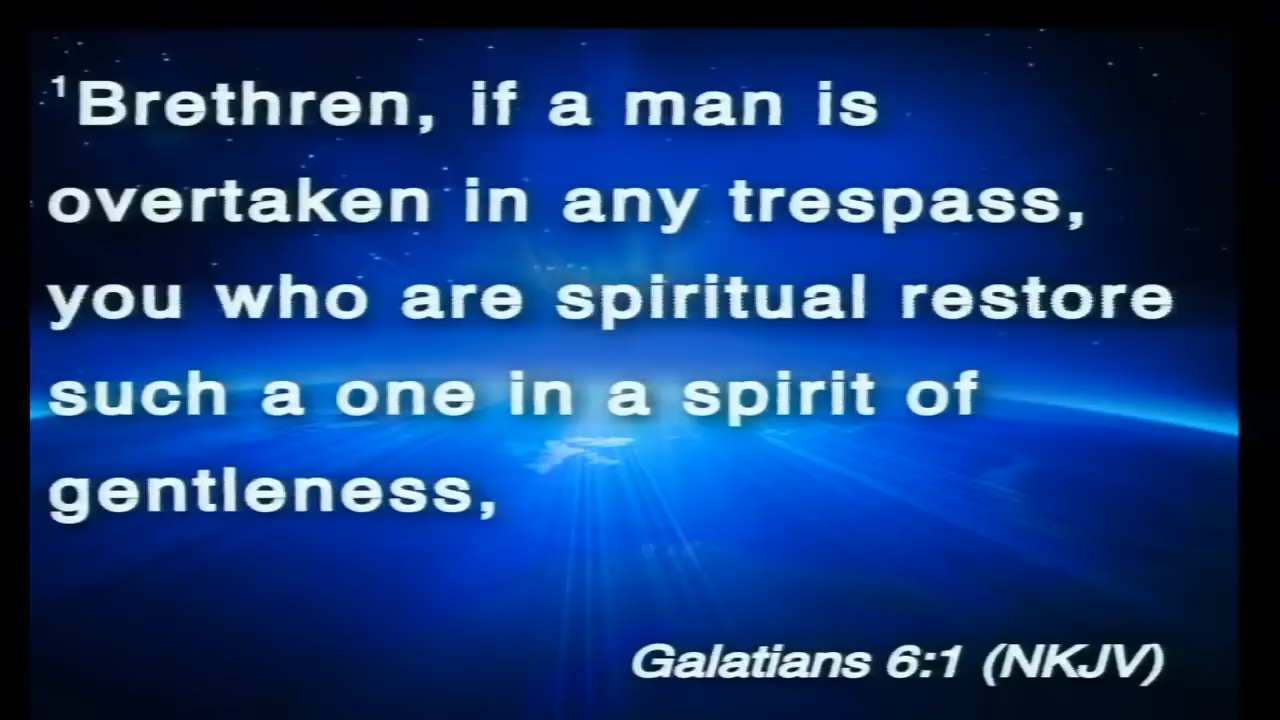 ¹Brethren, if a man is
overtaken in any trespass,
you who are spiritual restore
such a one in a spirit of
gentleness,
Galatians 6:1 (NKJV)